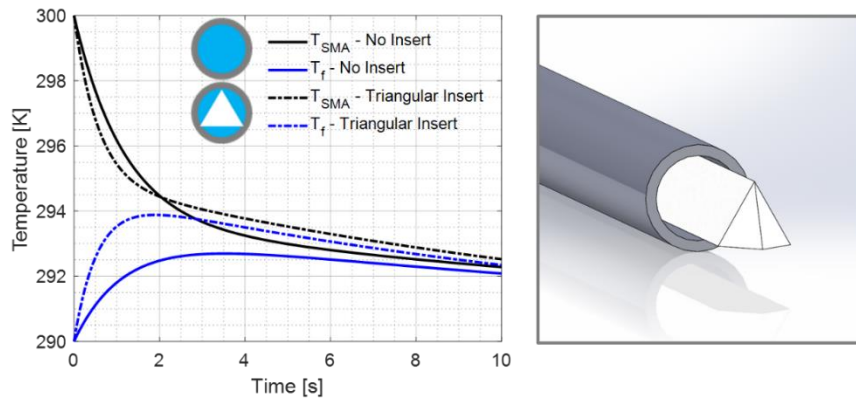 300
298
296
294
292
290
Temperature [K]
T_SMA - No Insert
T_f - No Insert
T_SMA - Triangular Insert
T_f - Triangular Insert
0
2
4
6
8
10
Time [s]